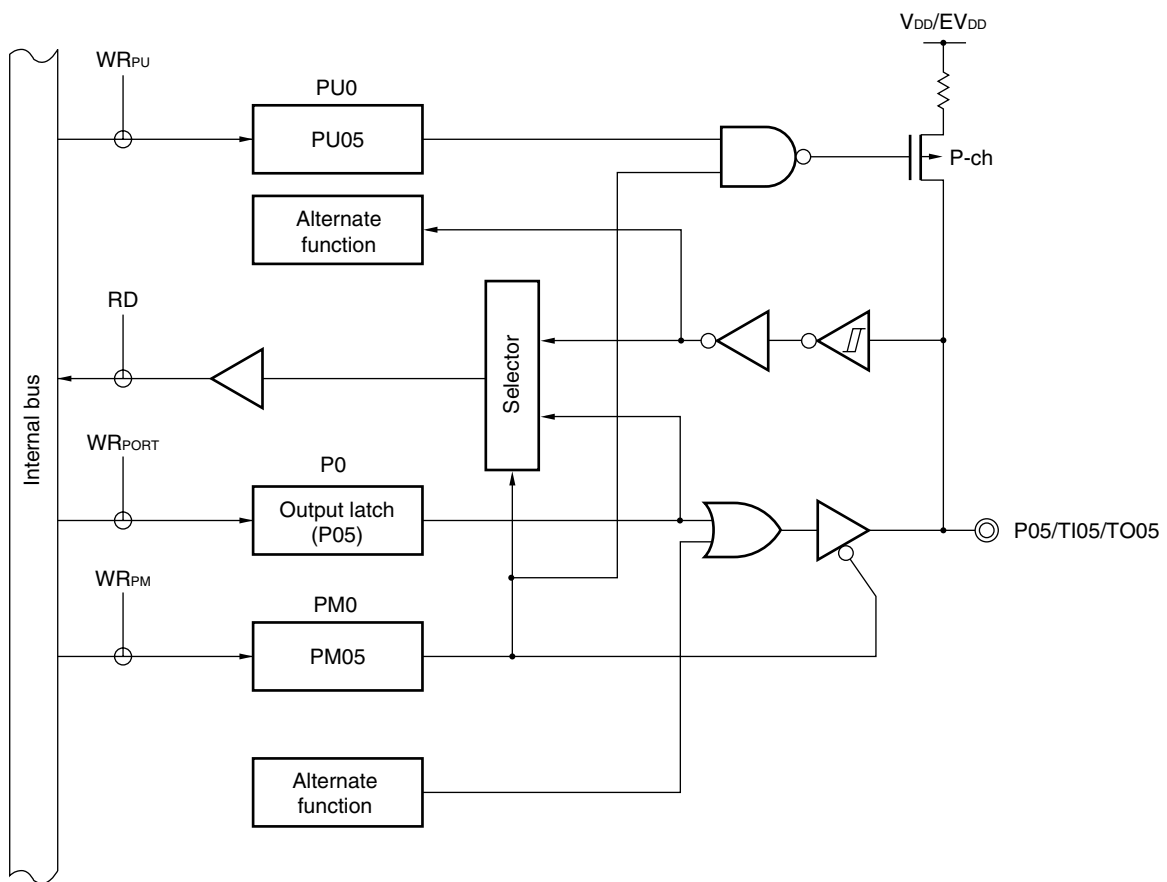 VDD/EVDD
WRPU
PU0
PU05
P-ch
Alternate
function
RD
Selector
Internal bus
WRPORT
P0
Output latch
(P05)
P05/TI05/TO05
WRPM
PM0
PM05
Alternate
function